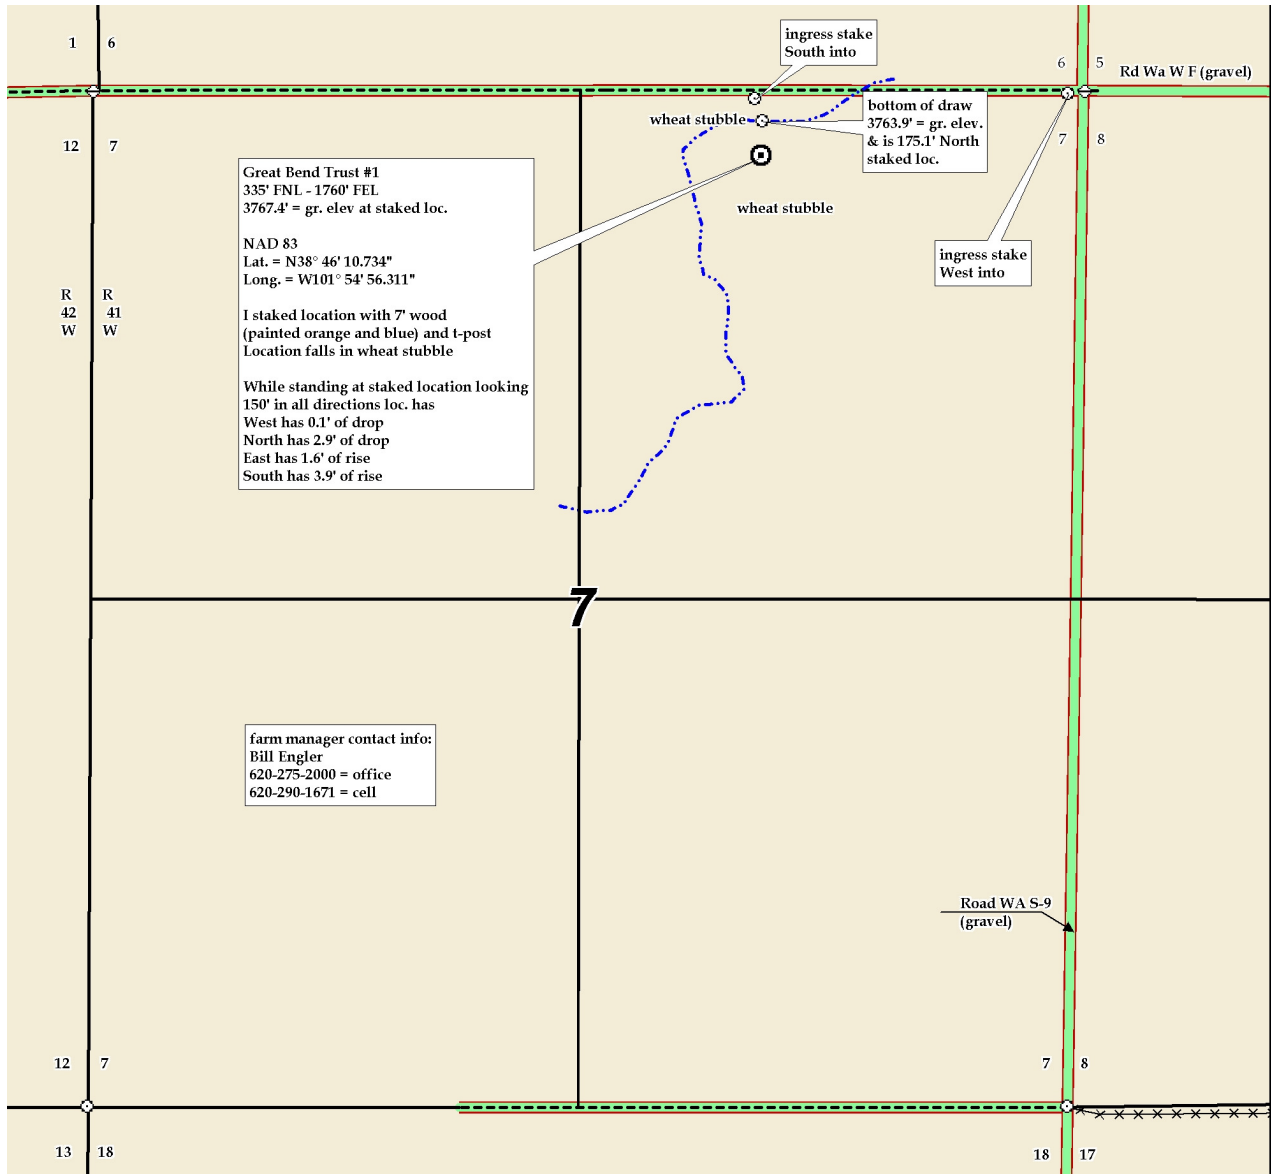 ingress stake
South into
1 6
6 5
Rd Wa W F (gravel)
bottom of draw
3763.9' = gr. elev.
& is 175.1' North
staked loc.
wheat stubble
12 7
7 8
Great Bend Trust #1
335' FNL - 1760' FEL
3767.4' = gr. elev at staked loc.
NAD 83
Lat. = N38° 46' 10.734"
Long. = W101° 54' 56.311"
I staked location with 7' wood
(painted orange and blue) and t-post
Location falls in wheat stubble
While standing at staked location looking
150' in all directions loc. has
West has 0.1' of drop
North has 2.9' of drop
East has 1.6' of rise
South has 3.9' of rise
wheat stubble
ingress stake
West into
R R
42 41
W W
7
farm manager contact info:
Bill Engler
620-275-2000 = office
620-290-1671 = cell
Road WA S-9
(gravel)
12 7
7 8
13 18
18 17